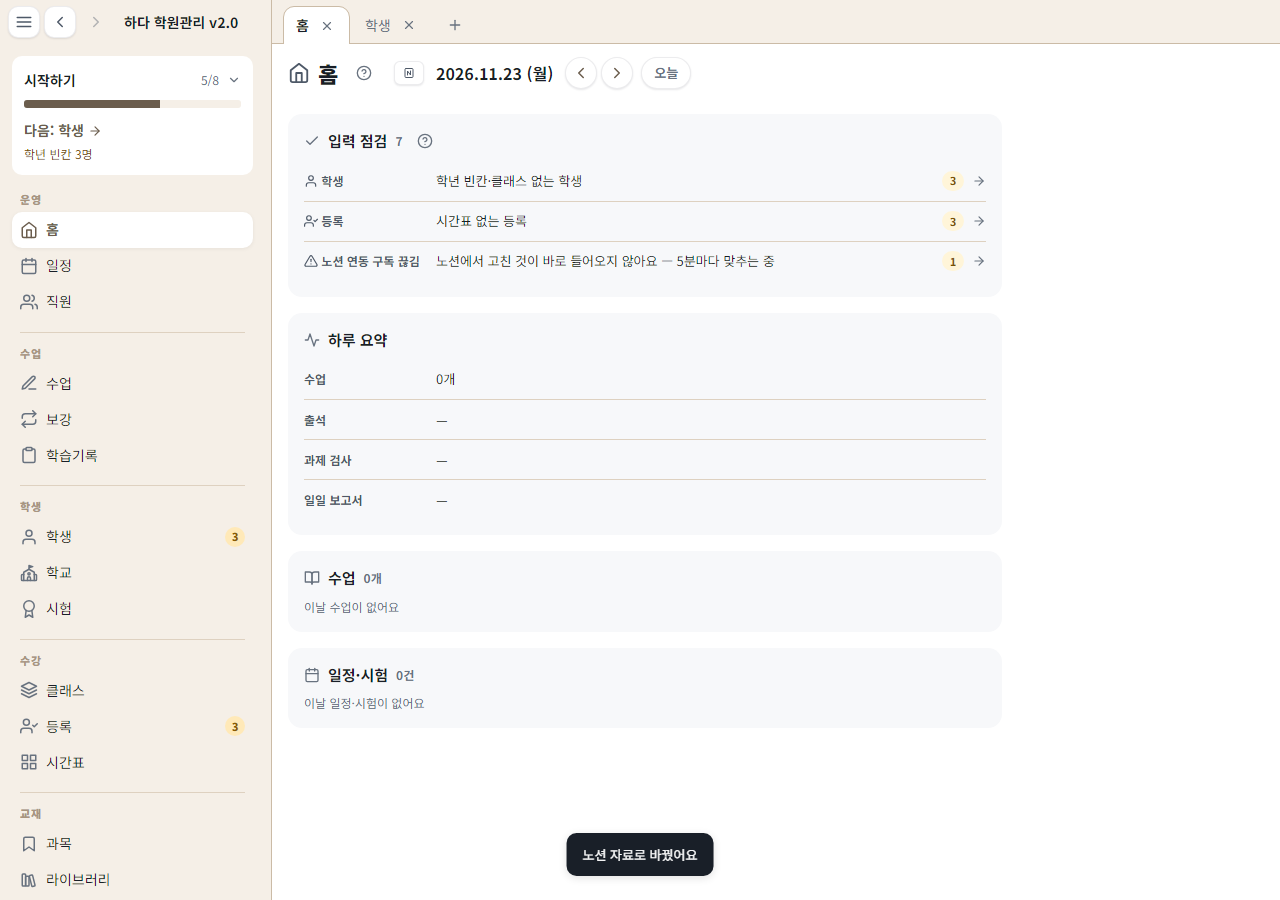 하다 학원관리 v2.0
시작하기 5/8
다음: 학생
학년 빈칸 3명
운영
홈
일정
직원
수업
수업
보강
학습기록
학생
학생 3
학교
시험
수강
클래스
등록 3
시간표
교재
과목
라이브러리
홈 학생
홈 2026.11.23 (월) 오늘
입력 점검 7
학생 학년 빈칸·클래스 없는 학생 3
등록 시간표 없는 등록 3
노션 연동 구독 끊김 노션에서 고친 것이 바로 들어오지 않아요 — 5분마다 맞추는 중 1
하루 요약
수업 0개
출석 —
과제 검사 —
일일 보고서 —
수업 0개
이날 수업이 없어요
일정·시험 0건
이날 일정·시험이 없어요
노션 자료로 바꿨어요